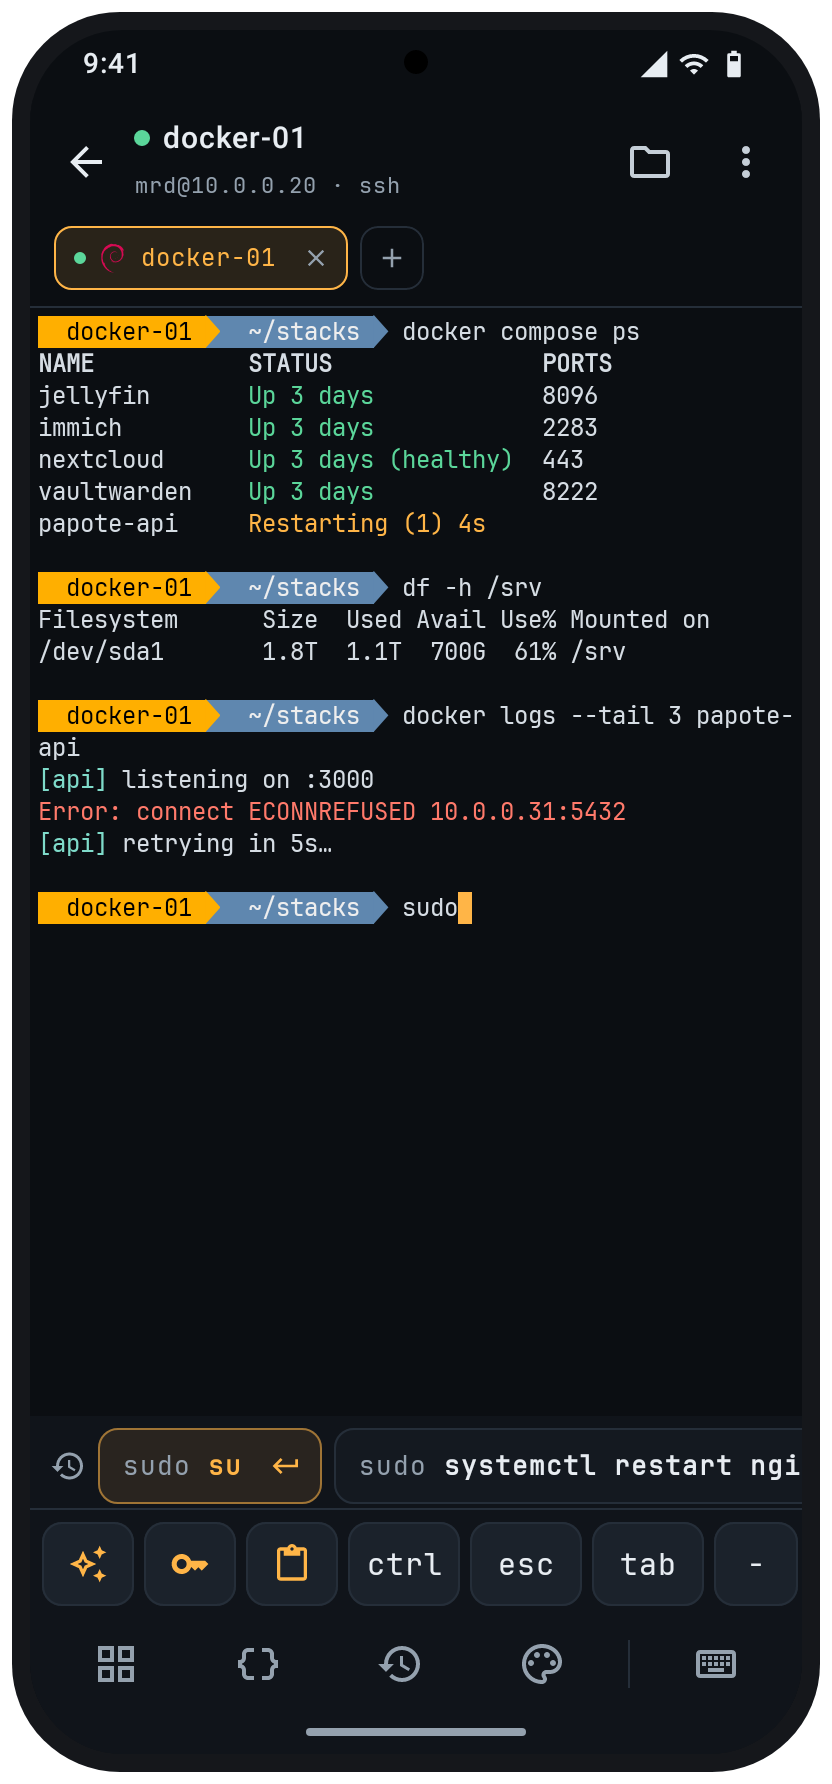 9:41
docker-01
mrd@10.0.0.20 · ssh
docker-01
docker-01 ~/stacks docker compose ps
NAME STATUS PORTS
jellyfin Up 3 days 8096
immich Up 3 days 2283
nextcloud Up 3 days (healthy) 443
vaultwarden Up 3 days 8222
papote-api Restarting (1) 4s
docker-01 ~/stacks df -h /srv
Filesystem Size Used Avail Use% Mounted on
/dev/sda1 1.8T 1.1T 700G 61% /srv
docker-01 ~/stacks docker logs --tail 3 papote-
api
[api] listening on :3000
Error: connect ECONNREFUSED 10.0.0.31:5432
[api] retrying in 5s…
docker-01 ~/stacks sudo
sudo su sudo systemctl restart ngi
ctrl esc tab -